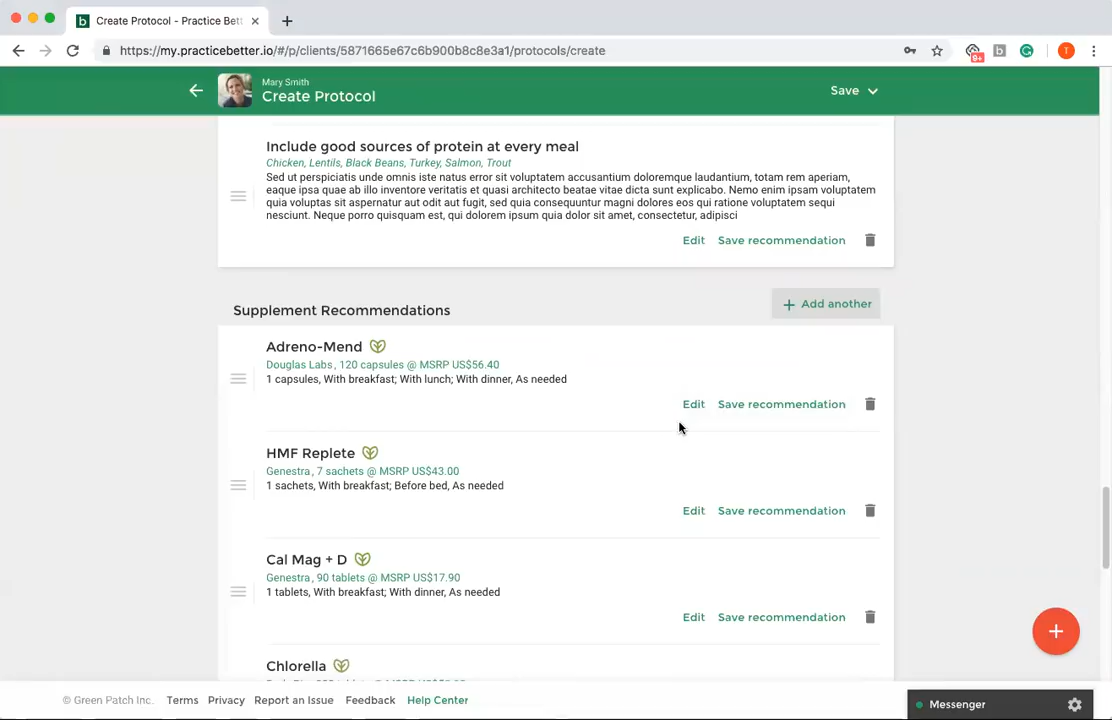 Create Protocol - Practice Bett
https://my.practicebetter.io/#/p/clients/5871665e67c6b900b8c8e3a1/protocols/create
9+
b
T
Mary Smith
Create Protocol
Save
Include good sources of protein at every meal
Chicken, Lentils, Black Beans, Turkey, Salmon, Trout
Sed ut perspiciatis unde omnis iste natus error sit voluptatem accusantium doloremque laudantium, totam rem aperiam,
eaque ipsa quae ab illo inventore veritatis et quasi architecto beatae vitae dicta sunt explicabo. Nemo enim ipsam voluptatem
quia voluptas sit aspernatur aut odit aut fugit, sed quia consequuntur magni dolores eos qui ratione voluptatem sequi
nesciunt. Neque porro quisquam est, qui dolorem ipsum quia dolor sit amet, consectetur, adipisci
Edit Save recommendation
Supplement Recommendations
+ Add another
Adreno-Mend
Douglas Labs, 120 capsules @ MSRP US$56.40
1 capsules, With breakfast; With lunch; With dinner, As needed
Edit Save recommendation
HMF Replete
Genestra, 7 sachets @ MSRP US$43.00
1 sachets, With breakfast; Before bed, As needed
Edit Save recommendation
Cal Mag + D
Genestra, 90 tablets @ MSRP US$17.90
1 tablets, With breakfast; With dinner, As needed
Edit Save recommendation
Chlorella
© Green Patch Inc. Terms Privacy Report an Issue Feedback Help Center
Messenger